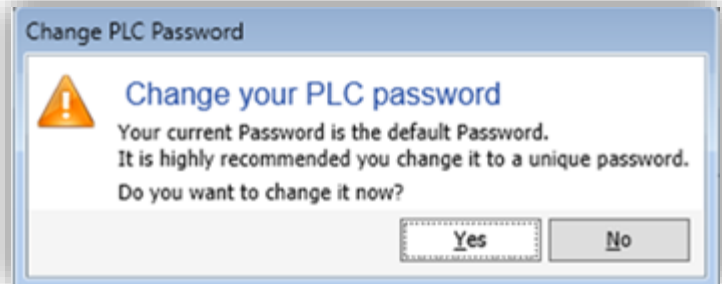 Change PLC Password
Change your PLC password
Your current Password is the default Password.
It is highly recommended you change it to a unique password.
Do you want to change it now?
Yes
No